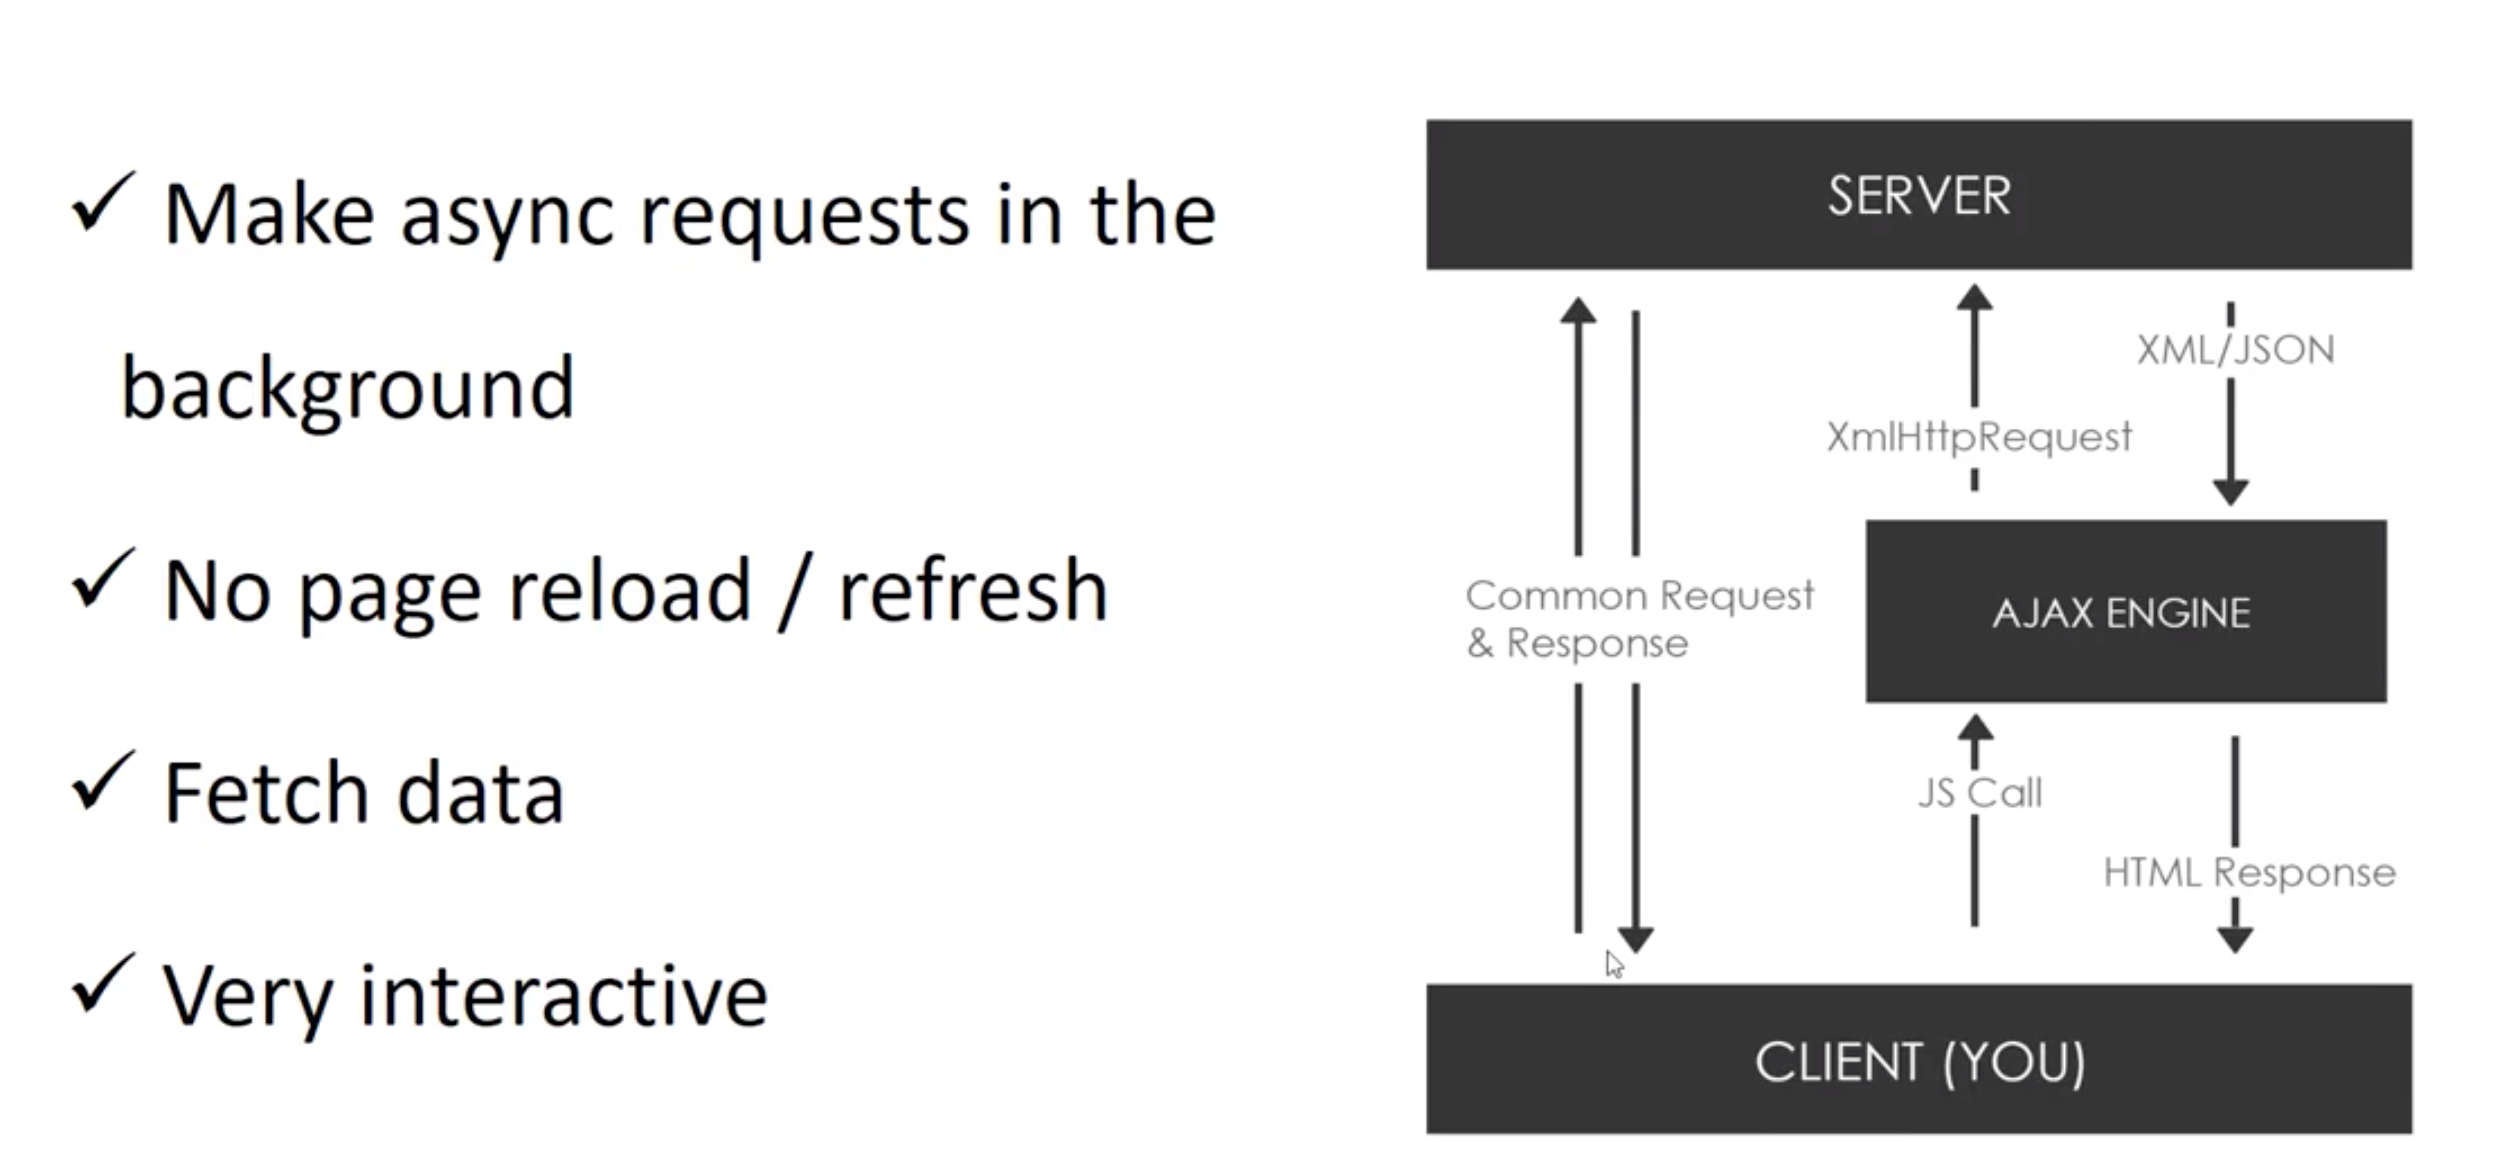 ✓ Make async requests in the
background
✓ No page reload / refresh
✓ Fetch data
✓ Very interactive
SERVER
XML/JSON
XmlHttpRequest
Common Request
& Response
AJAX ENGINE
JS Call
HTML Response
CLIENT (YOU)